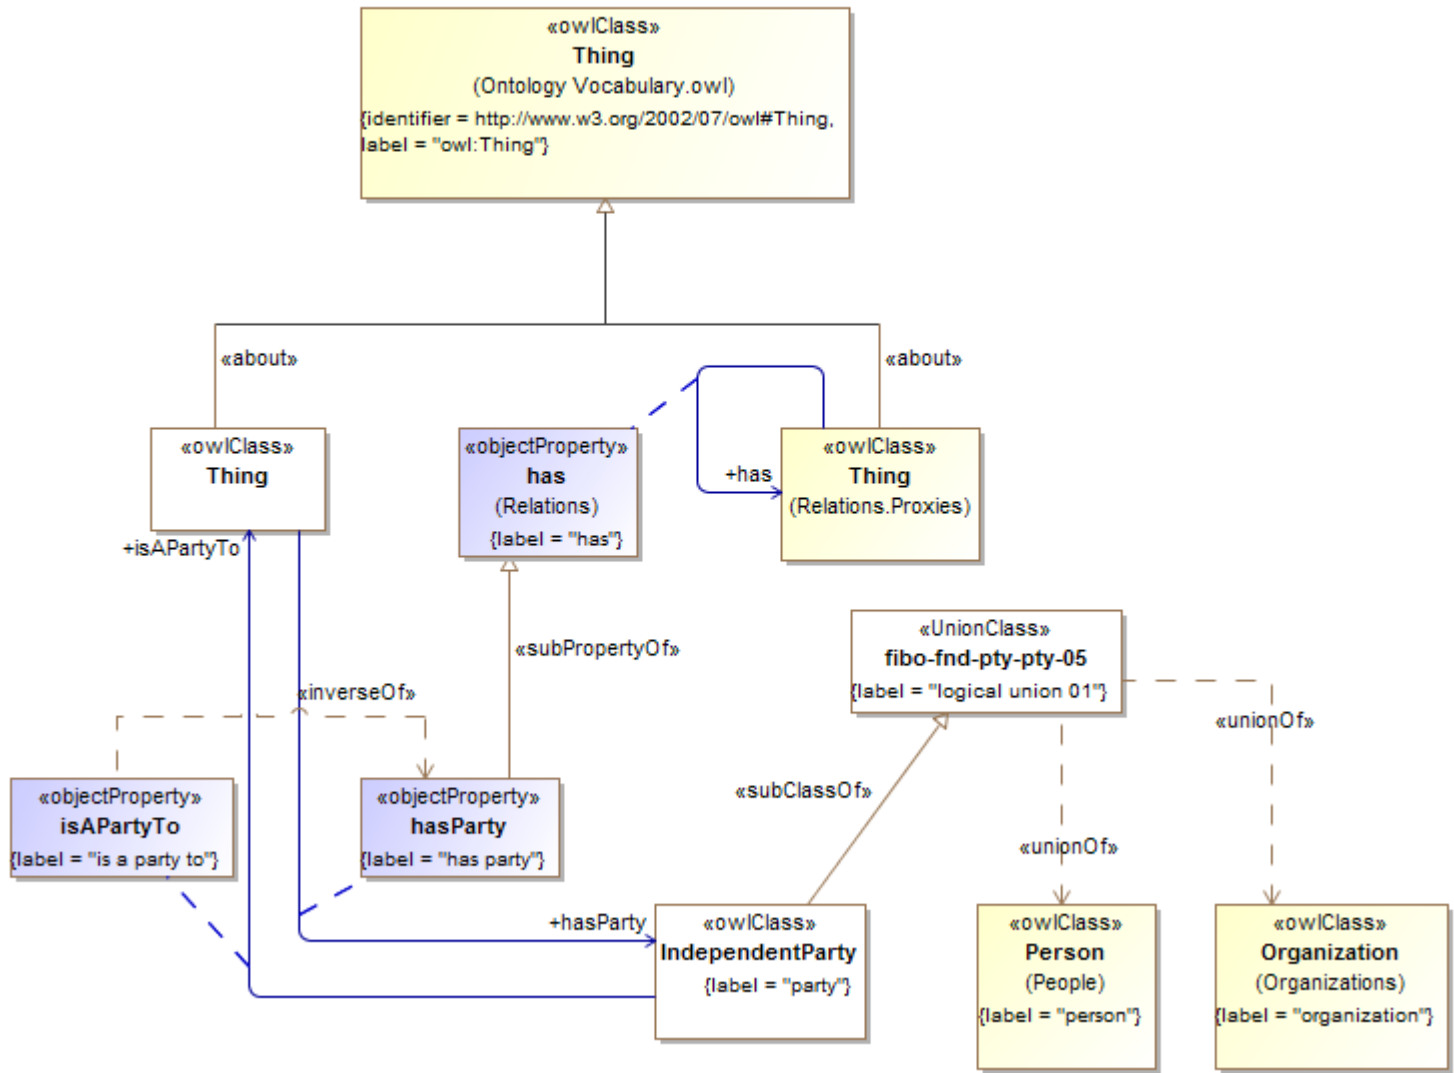 «owlClass»
Thing
(Ontology Vocabulary.owl)
{identifier = http://www.w3.org/2002/07/owl#Thing,
label = "owl:Thing"}
«about»
«about»
«owlClass»
Thing
«objectProperty»
has
(Relations)
{label = "has"}
+has
«owlClass»
Thing
(Relations.Proxies)
+isAPartyTo
«subPropertyOf»
«inverseOf»
«UnionClass»
fibo-fnd-pty-pty-05
{label = "logical union 01"}
«unionOf»
«subClassOf»
«unionOf»
«objectProperty»
isAPartyTo
{label = "is a party to"}
«objectProperty»
hasParty
{label = "has party"}
+hasParty
«owlClass»
IndependentParty
{label = "party"}
«owlClass»
Person
(People)
{label = "person"}
«owlClass»
Organization
(Organizations)
{label = "organization"}